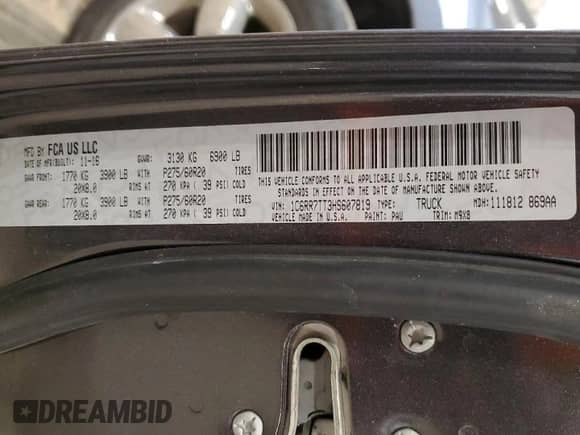 MFD BY FCA US LLC
DATE OF MFR(BUILT): 11-16 GVWR: 3130 KG 6900 LB
GAWR FRONT: 1770 KG 3900 LB WITH P275/60R20 TIRES
20X8.0 RIMS AT 270 KPA ( 39 PSI) COLD
GAWR REAR: 1770 KG 3900 LB WITH P275/60R20 TIRES
20X8.0 RIMS AT 270 KPA ( 39 PSI) COLD
THIS VEHICLE CONFORMS TO ALL APPLICABLE U.S.A. FEDERAL MOTOR VEHICLE SAFETY
STANDARDS IN EFFECT ON THE DATE OF MANUFACTURE SHOWN ABOVE.
VIN: 1C6RR7TT3HS607819 TYPE: TRUCK MDH: 111812 869AA
VEHICLE MADE IN U.S.A. PAINT: PAU TRIM: M9X8
DREAMBID